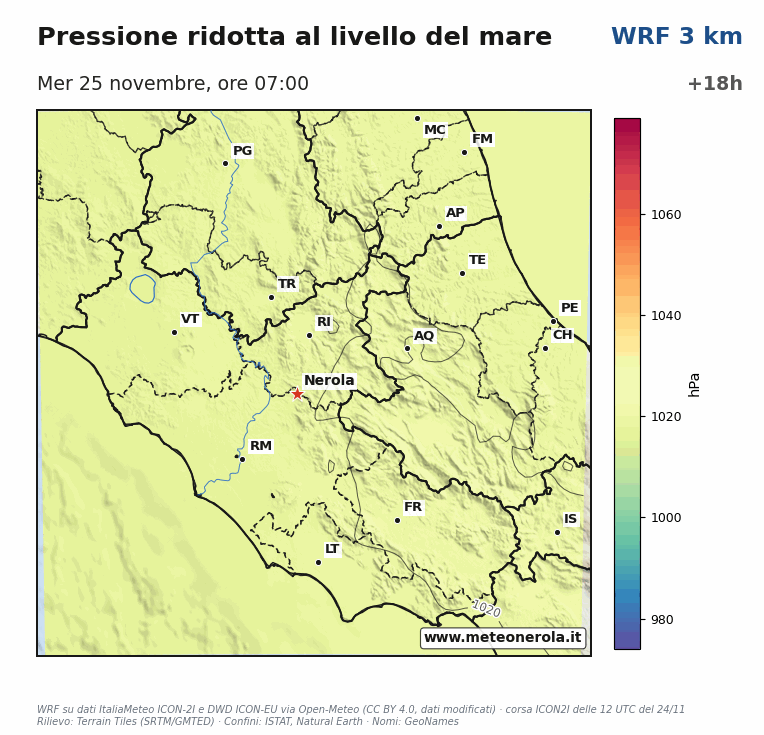 Pressione ridotta al livello del mare
WRF 3 km
Mer 25 novembre, ore 07:00
+18h
MC
FM
PG
AP
TE
TR
PE
VT
RI
AQ
CH
Nerola
RM
FR
IS
LT
1020
www.meteonerola.it
1060
1040
1020
1000
980
hPa
WRF su dati ItaliaMeteo ICON-2I e DWD ICON-EU via Open-Meteo (CC BY 4.0, dati modificati) · corsa ICON2I delle 12 UTC del 24/11
Rilievo: Terrain Tiles (SRTM/GMTED) · Confini: ISTAT, Natural Earth · Nomi: GeoNames